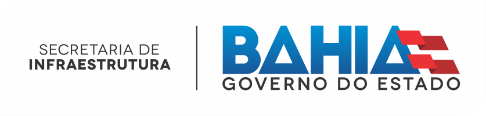 SECRETARIA DE
INFRAESTRUTURA
BAHIA
GOVERNO DO ESTADO